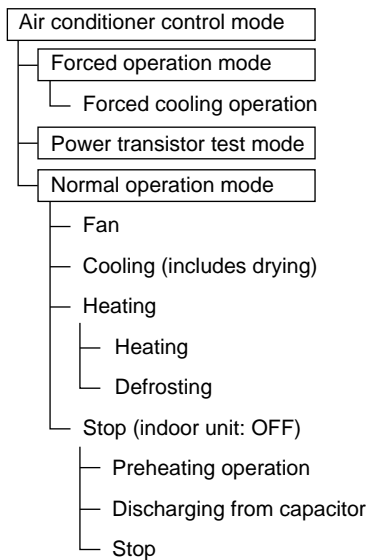 Air conditioner control mode
Forced operation mode
Forced cooling operation
Power transistor test mode
Normal operation mode
Fan
Cooling (includes drying)
Heating
Heating
Defrosting
Stop (indoor unit: OFF)
Preheating operation
Discharging from capacitor
Stop